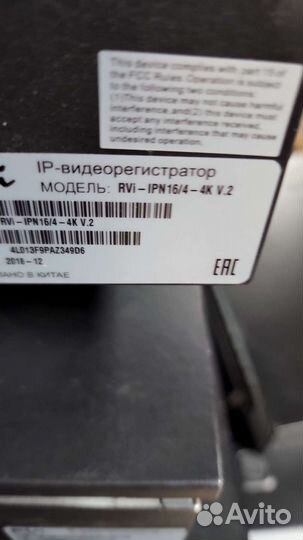 This device complies with part 15 of
the FCC Rules. Operation is subject
to the following two conditions:
(1)This device may not cause harmful
interference,and(2) this device must
accept any interference received,
including interference that may cause
undesired operation.
IP-видеорегистратор
МОДЕЛЬ: RVi-IPN16/4-4K V.2
RVi-IPN16/4-4K V.2
4L013F9PAZ349D6
2018-12
АНО В КИТАЕ
EAC
Avito